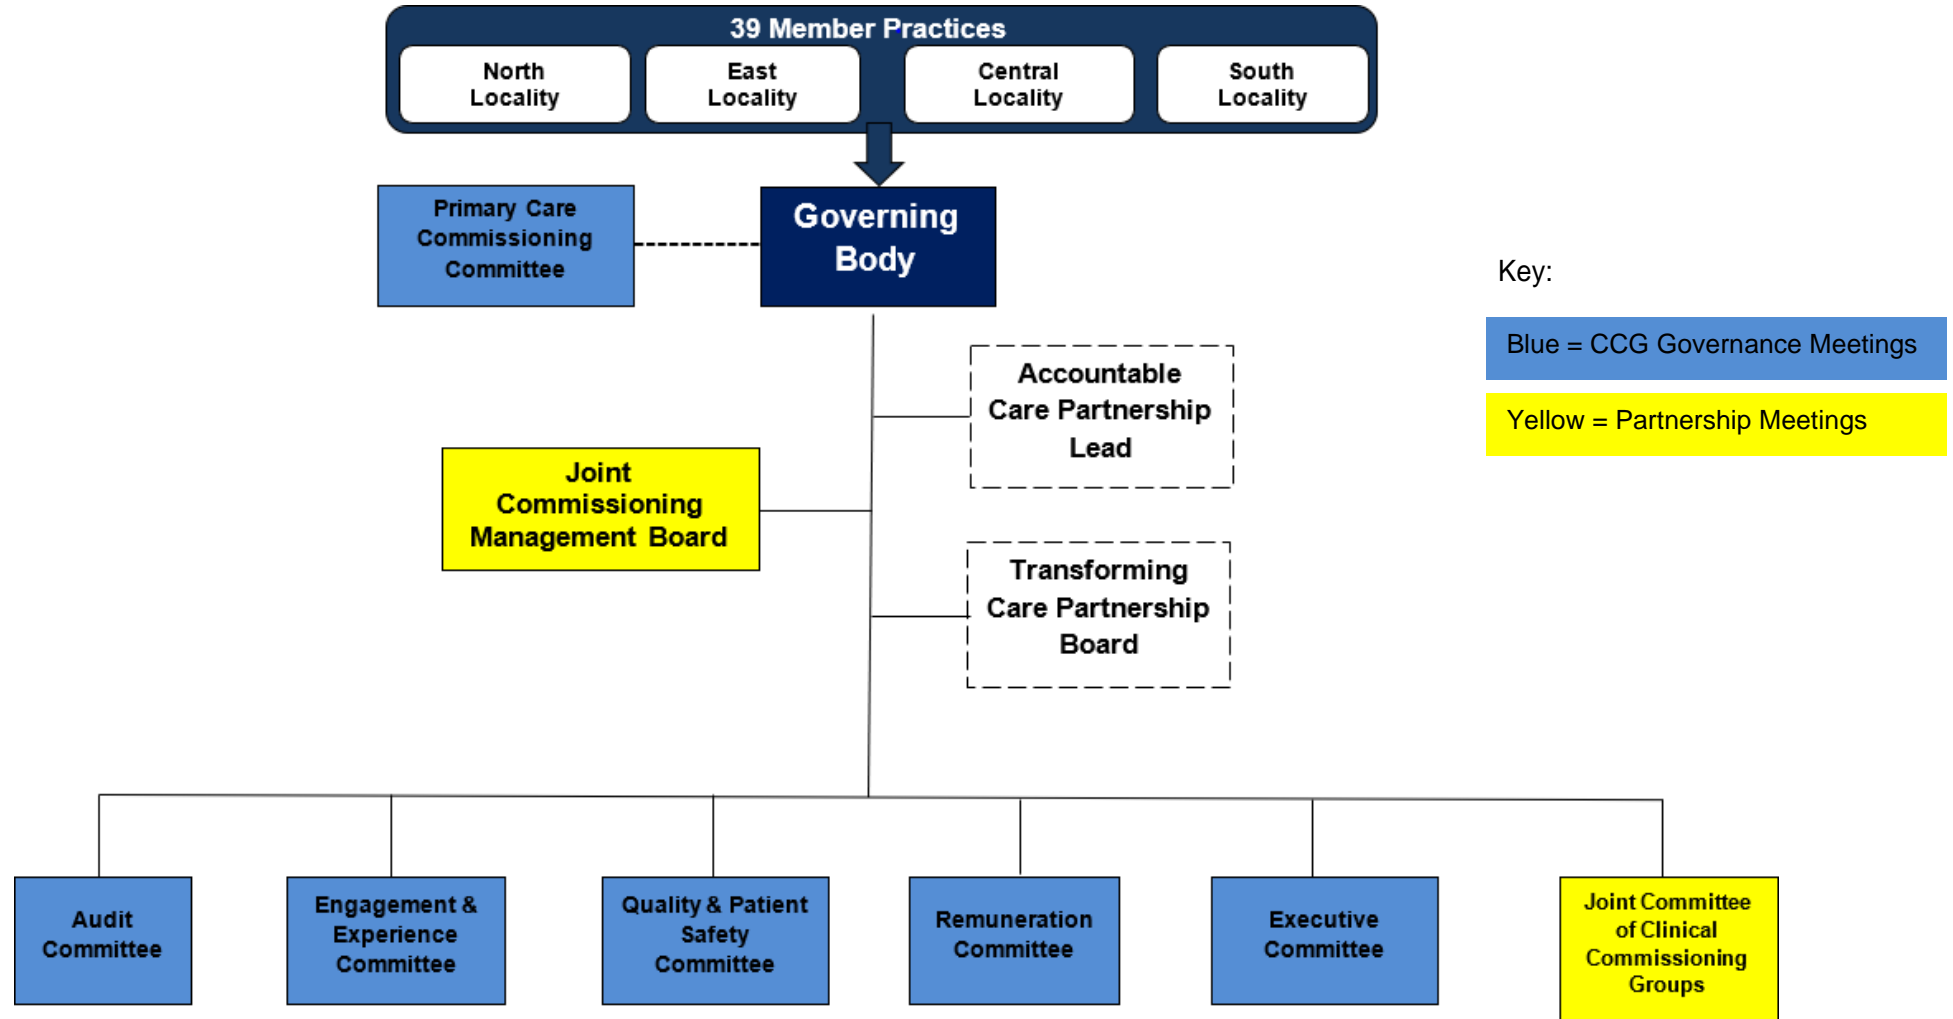 39 Member Practices
North
Locality
East
Locality
Central
Locality
South
Locality
Primary Care
Commissioning
Committee
Governing
Body
Key:
Blue = CCG Governance Meetings
Yellow = Partnership Meetings
Accountable
Care Partnership
Lead
Joint
Commissioning
Management Board
Transforming
Care Partnership
Board
Audit
Committee
Engagement &
Experience
Committee
Quality & Patient
Safety
Committee
Remuneration
Committee
Executive
Committee
Joint Committee
of Clinical
Commissioning
Groups